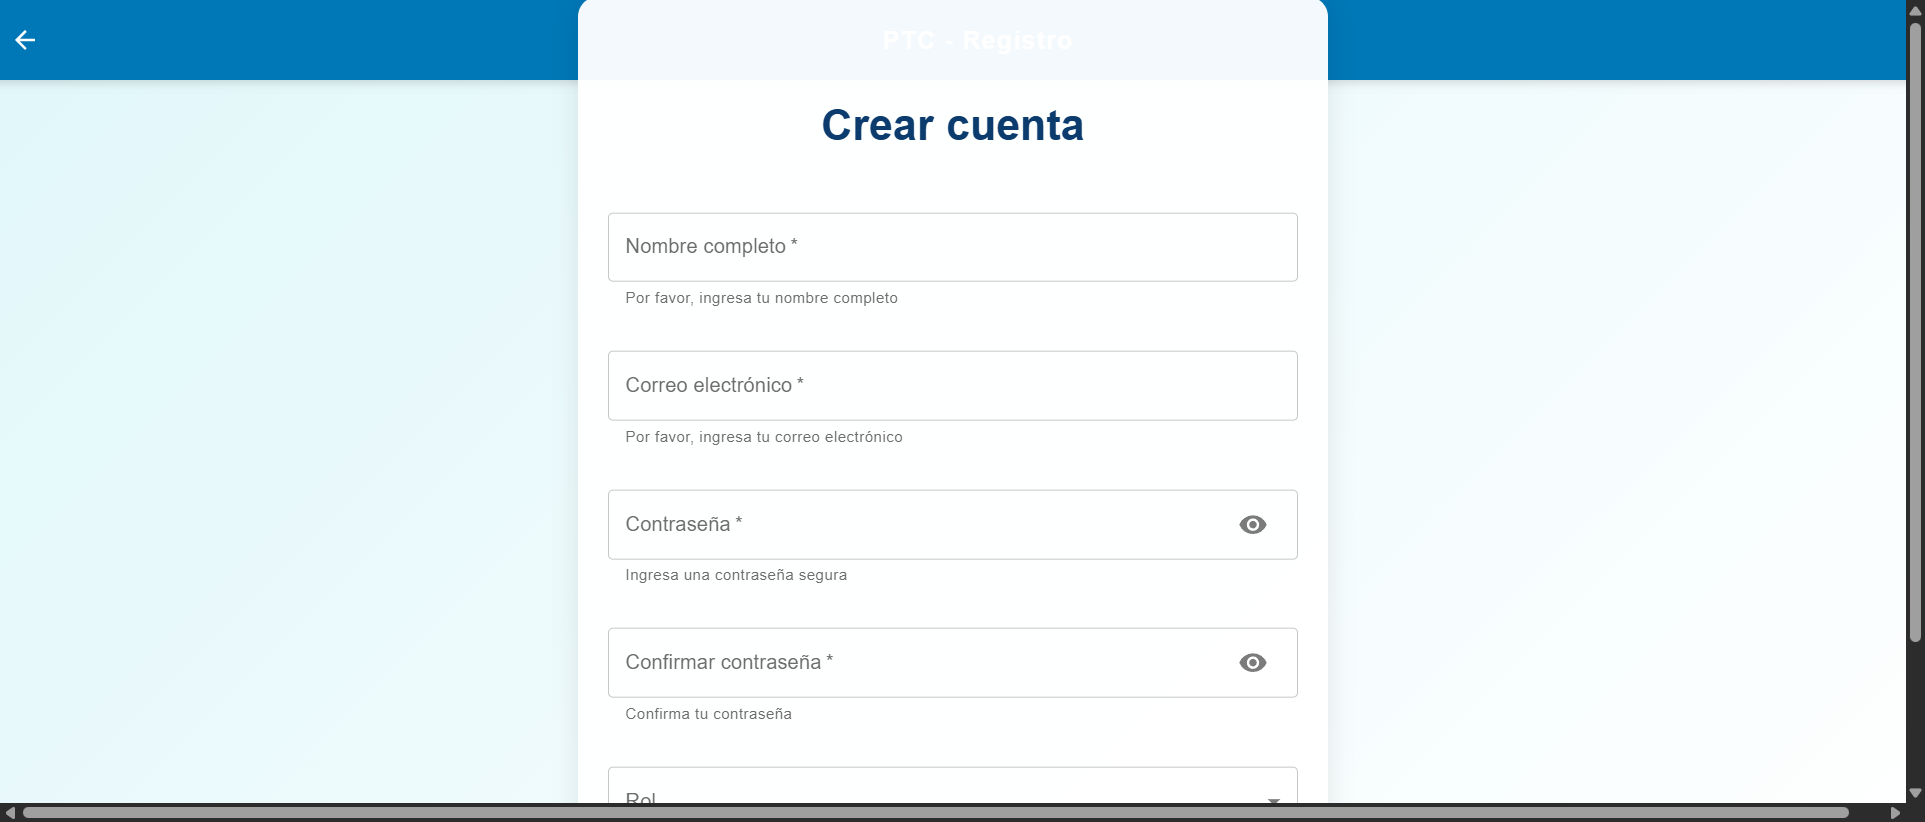 PTC - Registro
Crear cuenta
Nombre completo *
Por favor, ingresa tu nombre completo
Correo electrónico *
Por favor, ingresa tu correo electrónico
Contraseña *
Ingresa una contraseña segura
Confirmar contraseña *
Confirma tu contraseña
Rol